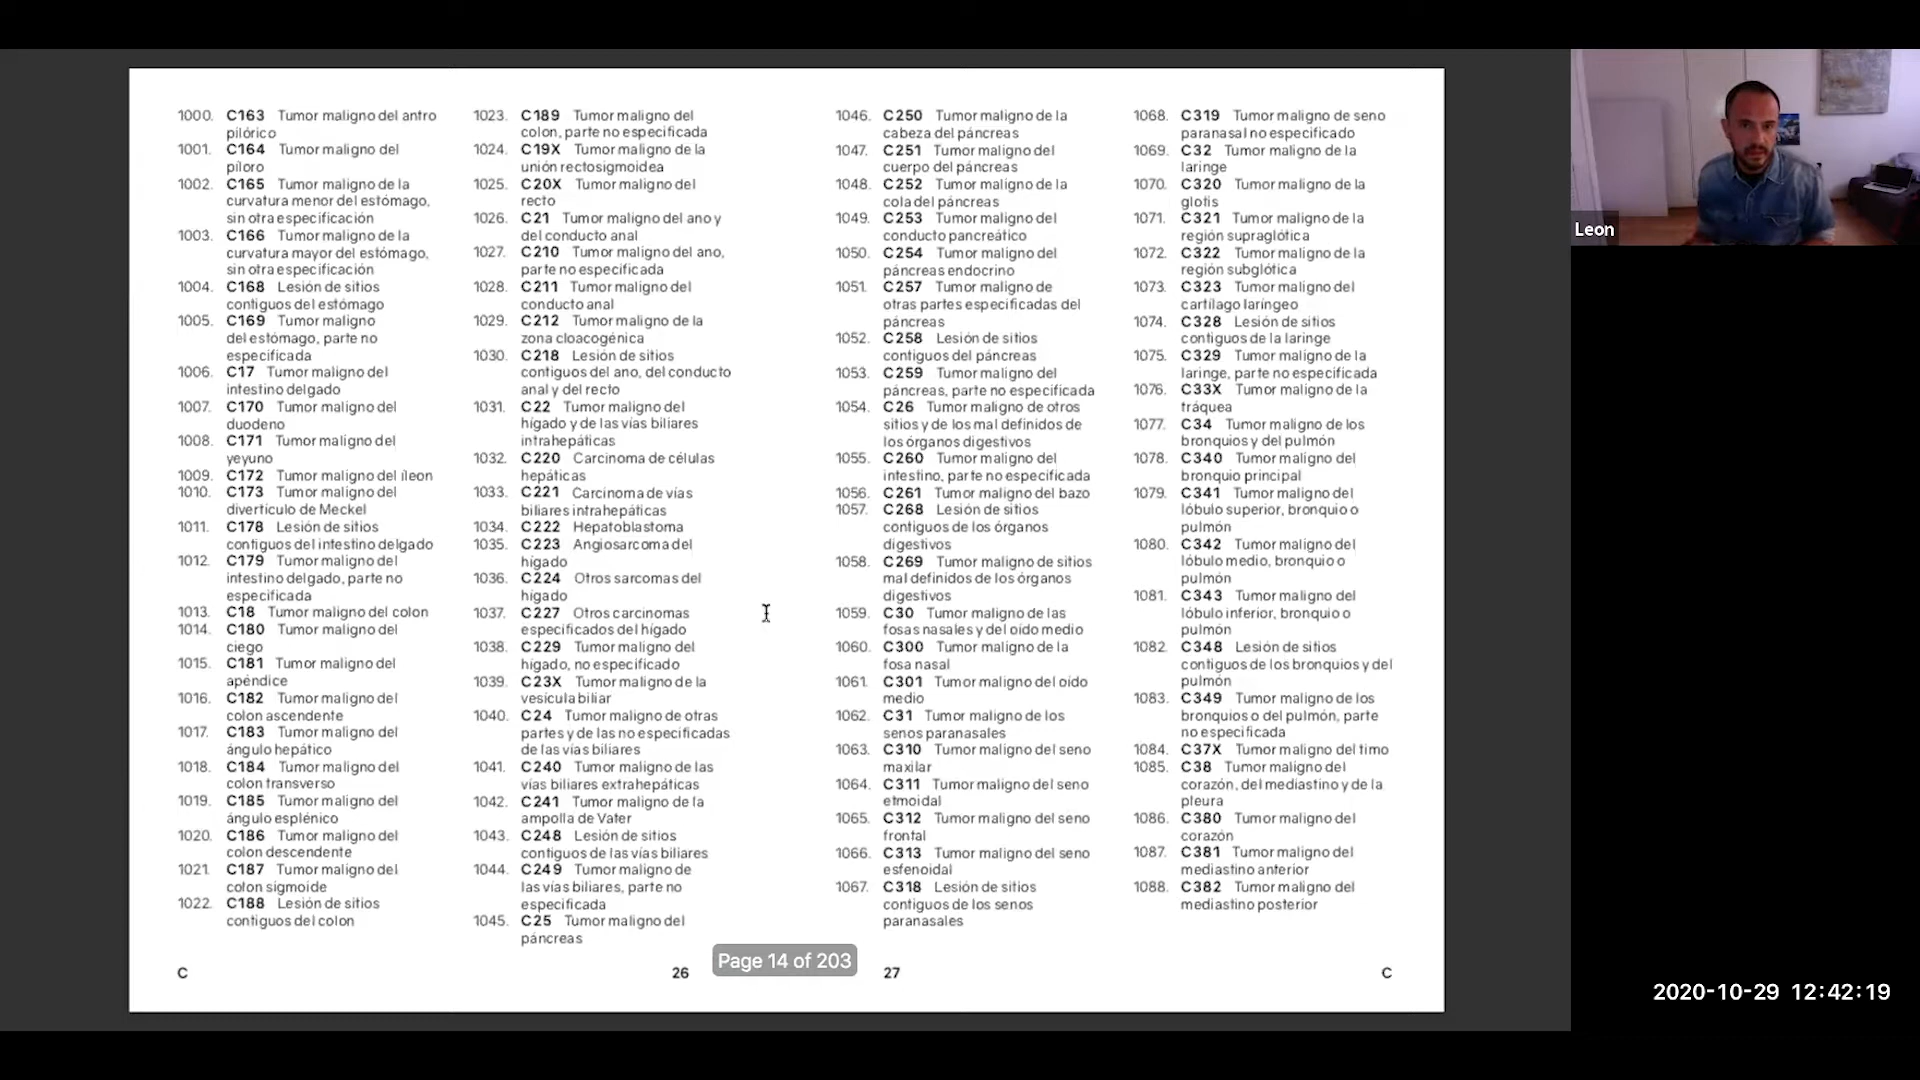 1000. C163 Tumor maligno del antro
pilórico
1001. C164 Tumor maligno del
píloro
1002. C165 Tumor maligno de la
curvatura menor del estómago,
sin otra especificación
1003. C166 Tumor maligno de la
curvatura mayor del estómago,
sin otra especificación
1004. C168 Lesión de sitios
contiguos del estómago
1005. C169 Tumor maligno
del estómago, parte no
especificada
1006. C17 Tumor maligno del
intestino delgado
1007. C170 Tumor maligno del
duodeno
1008. C171 Tumor maligno del
yeyuno
1009. C172 Tumor maligno del íleon
1010. C173 Tumor maligno del
divertículo de Meckel
1011. C178 Lesión de sitios
contiguos del intestino delgado
1012. C179 Tumor maligno del
intestino delgado, parte no
especificada
1013. C18 Tumor maligno del colon
1014. C180 Tumor maligno del
ciego
1015. C181 Tumor maligno del
apéndice
1016. C182 Tumor maligno del
colon ascendente
1017. C183 Tumor maligno del
ángulo hepático
1018. C184 Tumor maligno del
colon transverso
1019. C185 Tumor maligno del
ángulo esplénico
1020. C186 Tumor maligno del
colon descendente
1021. C187 Tumor maligno del
colon sigmoide
1022. C188 Lesión de sitios
contiguos del colon
1023. C189 Tumor maligno del
colon, parte no especificada
1024. C19X Tumor maligno de la
unión rectosigmoidea
1025. C20X Tumor maligno del
recto
1026. C21 Tumor maligno del ano y
del conducto anal
1027. C210 Tumor maligno del ano,
parte no especificada
1028. C211 Tumor maligno del
conducto anal
1029. C212 Tumor maligno de la
zona cloacogénica
1030. C218 Lesión de sitios
contiguos del ano, del conducto
anal y del recto
1031. C22 Tumor maligno del
hígado y de las vías biliares
intrahepáticas
1032. C220 Carcinoma de células
hepáticas
1033. C221 Carcinoma de vías
biliares intrahepáticas
1034. C222 Hepatoblastoma
1035. C223 Angiosarcoma del
hígado
1036. C224 Otros sarcomas del
hígado
1037. C227 Otros carcinomas
especificados del hígado
1038. C229 Tumor maligno del
hígado, no especificado
1039. C23X Tumor maligno de la
vesícula biliar
1040. C24 Tumor maligno de otras
partes y de las no especificadas
de las vías biliares
1041. C240 Tumor maligno de las
vías biliares extrahepáticas
1042. C241 Tumor maligno de la
ampolla de Vater
1043. C248 Lesión de sitios
contiguos de las vías biliares
1044. C249 Tumor maligno de
las vías biliares, parte no
especificada
1045. C25 Tumor maligno del
páncreas
1046. C250 Tumor maligno de la
cabeza del páncreas
1047. C251 Tumor maligno del
cuerpo del páncreas
1048. C252 Tumor maligno de la
cola del páncreas
1049. C253 Tumor maligno del
conducto pancreático
1050. C254 Tumor maligno del
páncreas endocrino
1051. C257 Tumor maligno de
otras partes especificadas del
páncreas
1052. C258 Lesión de sitios
contiguos del páncreas
1053. C259 Tumor maligno del
páncreas, parte no especificada
1054. C26 Tumor maligno de otros
sitios y de los mal definidos de
los órganos digestivos
1055. C260 Tumor maligno del
intestino, parte no especificada
1056. C261 Tumor maligno del bazo
1057. C268 Lesión de sitios
contiguos de los órganos
digestivos
1058. C269 Tumor maligno de sitios
mal definidos de los órganos
digestivos
1059. C30 Tumor maligno de las
fosas nasales y del oído medio
1060. C300 Tumor maligno de la
fosa nasal
1061. C301 Tumor maligno del oído
medio
1062. C31 Tumor maligno de los
senos paranasales
1063. C310 Tumor maligno del seno
maxilar
1064. C311 Tumor maligno del seno
etmoidal
1065. C312 Tumor maligno del seno
frontal
1066. C313 Tumor maligno del seno
esfenoidal
1067. C318 Lesión de sitios
contiguos de los senos
paranasales
1068. C319 Tumor maligno de seno
paranasal no especificado
1069. C32 Tumor maligno de la
laringe
1070. C320 Tumor maligno de la
glotis
1071. C321 Tumor maligno de la
región supraglótica
1072. C322 Tumor maligno de la
región subglótica
1073. C323 Tumor maligno del
cartílago laríngeo
1074. C328 Lesión de sitios
contiguos de la laringe
1075. C329 Tumor maligno de la
laringe, parte no especificada
1076. C33X Tumor maligno de la
tráquea
1077. C34 Tumor maligno de los
bronquios y del pulmón
1078. C340 Tumor maligno del
bronquio principal
1079. C341 Tumor maligno del
lóbulo superior, bronquio o
pulmón
1080. C342 Tumor maligno del
lóbulo medio, bronquio o
pulmón
1081. C343 Tumor maligno del
lóbulo inferior, bronquio o
pulmón
1082. C348 Lesión de sitios
contiguos de los bronquios y del
pulmón
1083. C349 Tumor maligno de los
bronquios o del pulmón, parte
no especificada
1084. C37X Tumor maligno del timo
1085. C38 Tumor maligno del
corazón, del mediastino y de la
pleura
1086. C380 Tumor maligno del
corazón
1087. C381 Tumor maligno del
mediastino anterior
1088. C382 Tumor maligno del
mediastino posterior
C
26
Page 14 of 203
27
C
Leon
2020-10-29 12:42:19